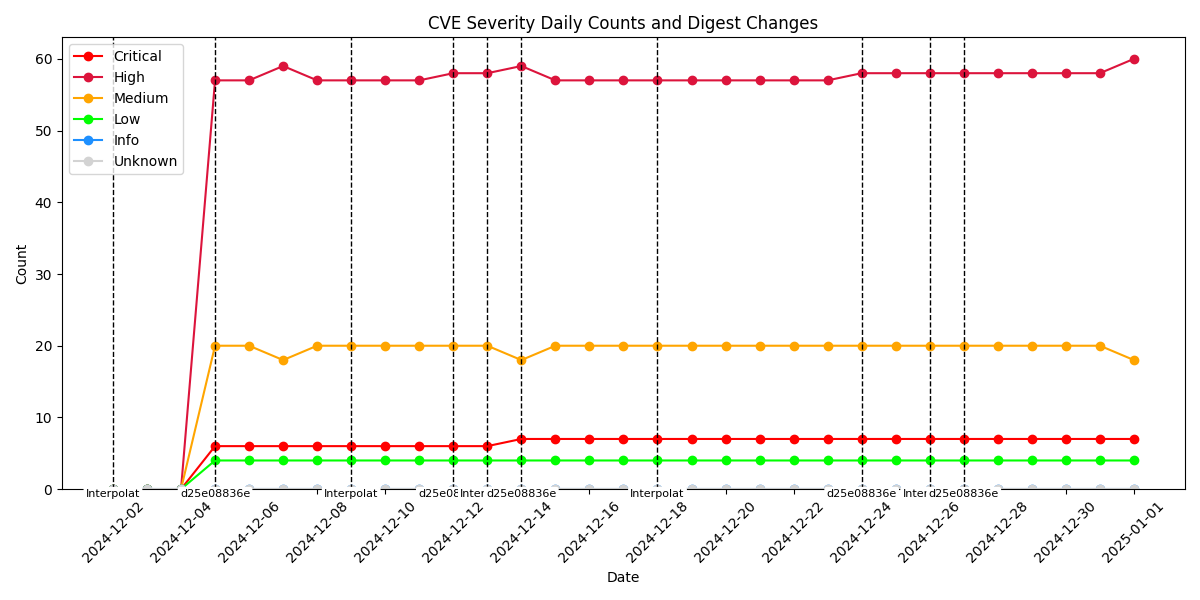 CVE Severity Daily Counts and Digest Changes
Critical
High
Medium
Low
Info
Unknown
Count
60
50
40
30
20
10
0
Interpolat
d25e08836e
Interpolat
d25e0
Inter
d25e08836e
Interpolat
d25e08836e
Inter
d25e08836e
2024-12-02
2024-12-04
2024-12-06
2024-12-08
2024-12-10
2024-12-12
2024-12-14
2024-12-16
2024-12-18
2024-12-20
2024-12-22
2024-12-24
2024-12-26
2024-12-28
2024-12-30
2025-01-01
Date